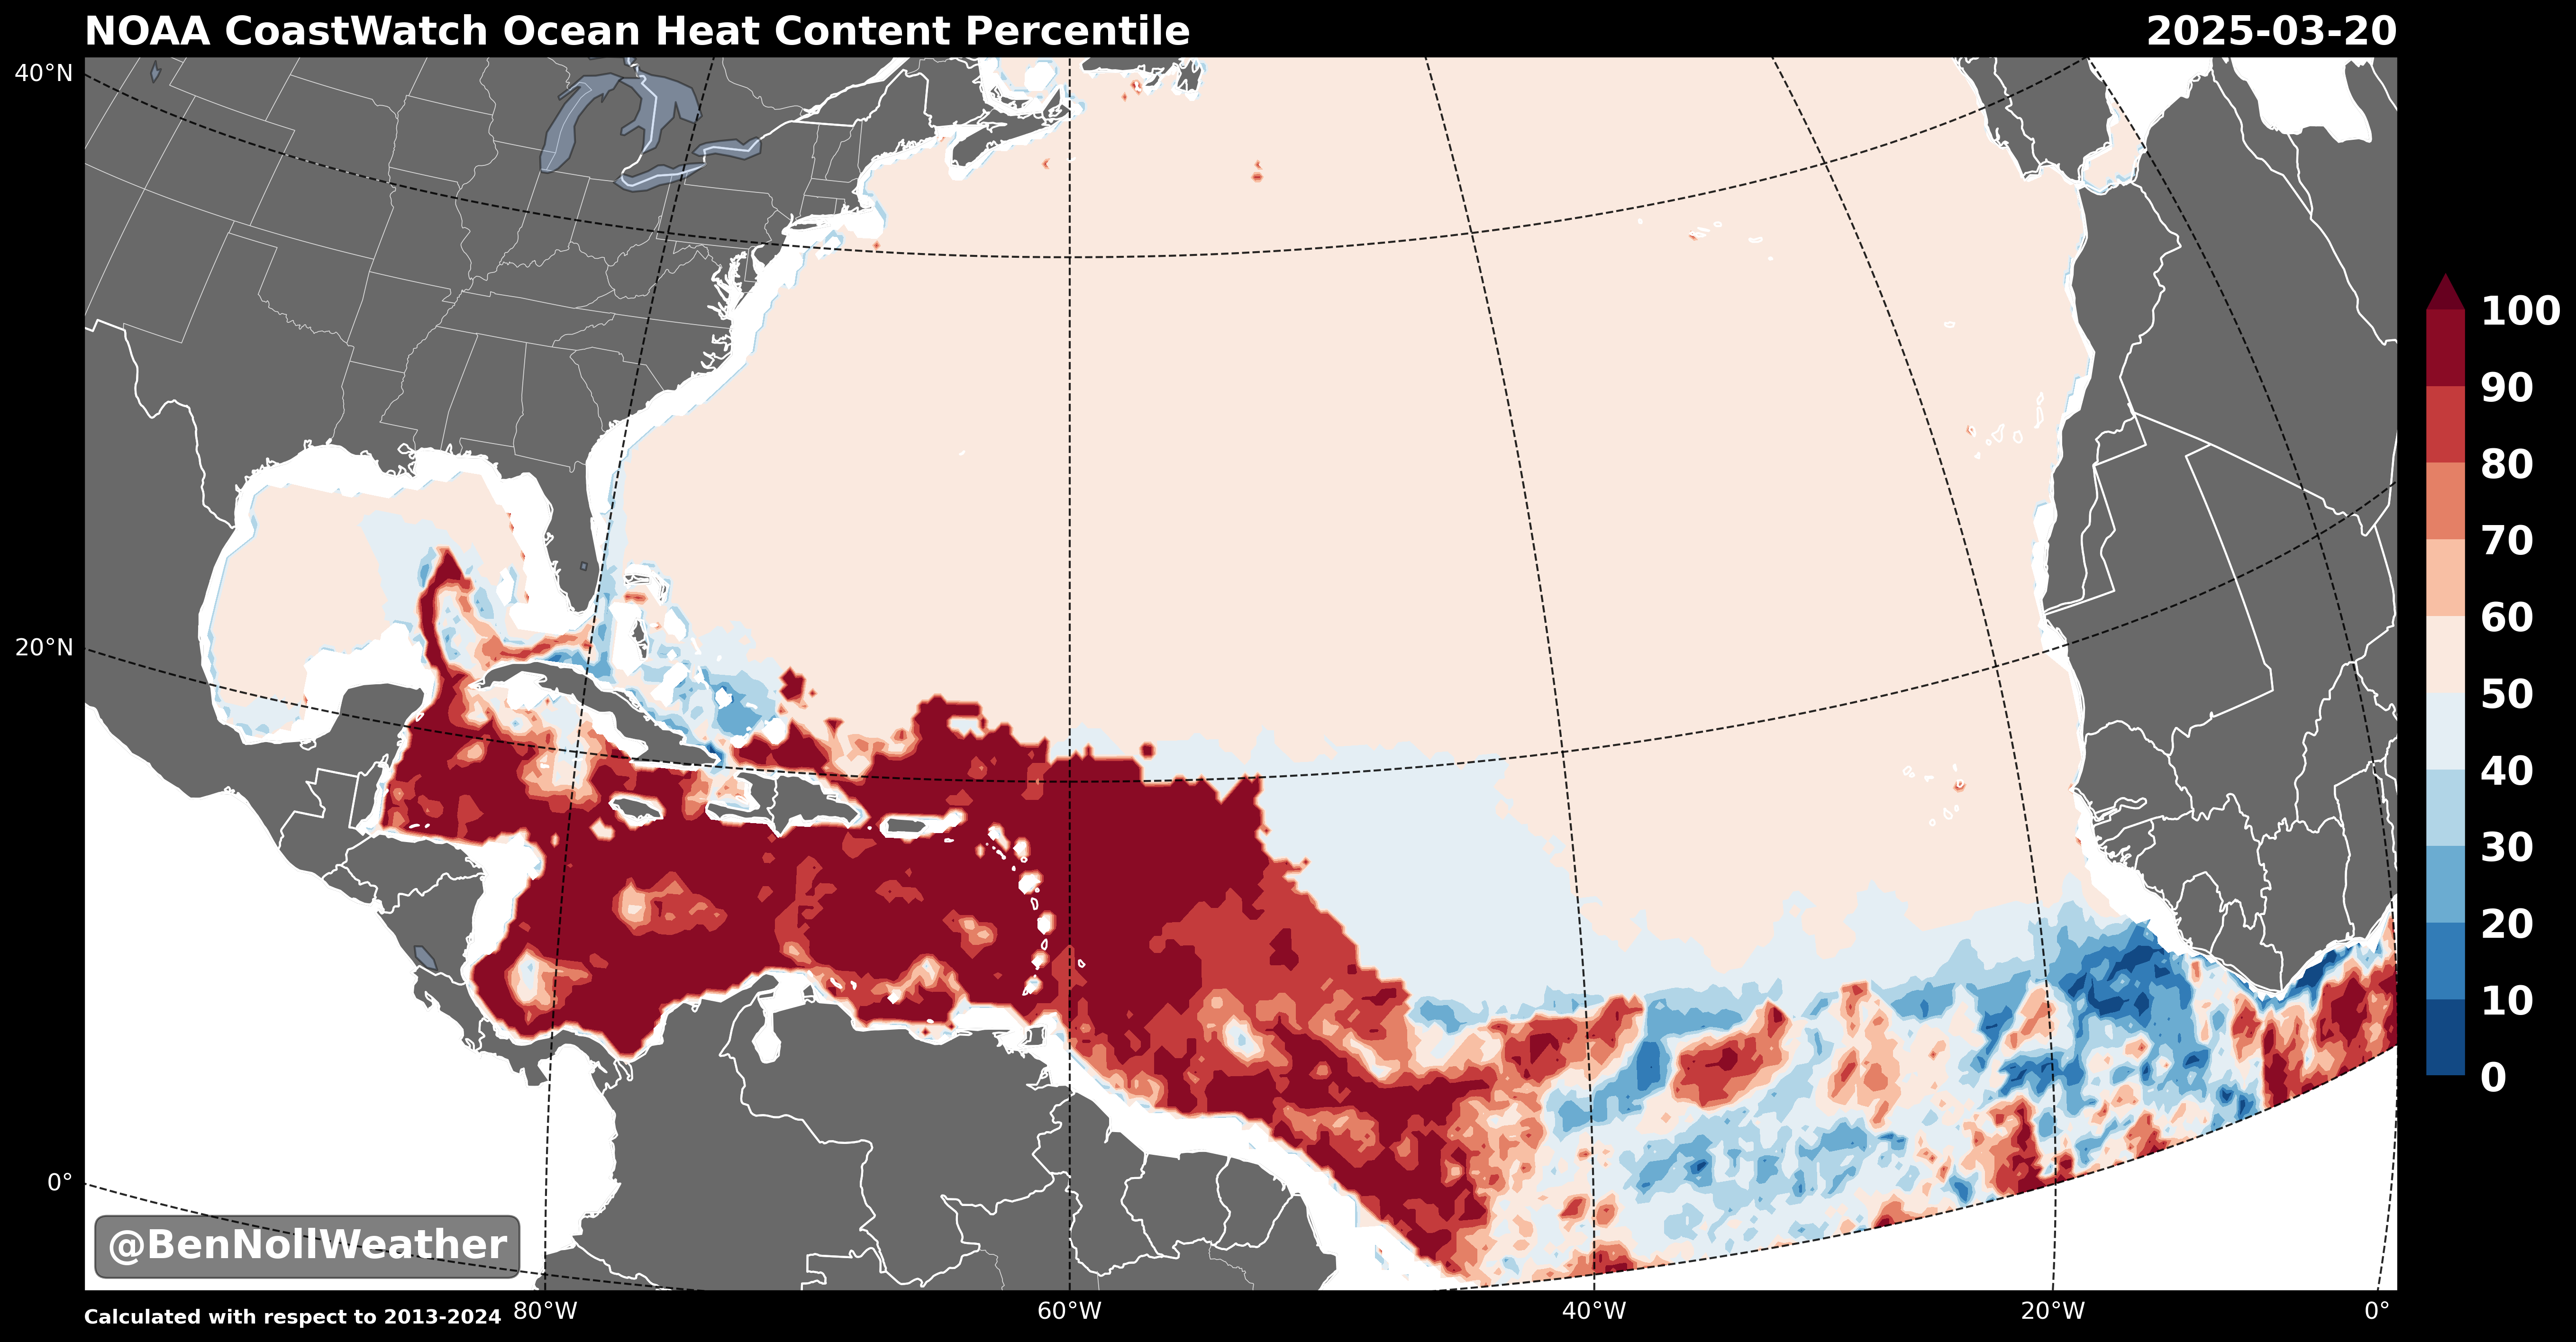 NOAA CoastWatch Ocean Heat Content Percentile
2025-03-20
40°N
20°N
0°
100
90
80
70
60
50
40
30
20
10
0
@BenNollWeather
Calculated with respect to 2013-2024
80°W
60°W
40°W
20°W
0°